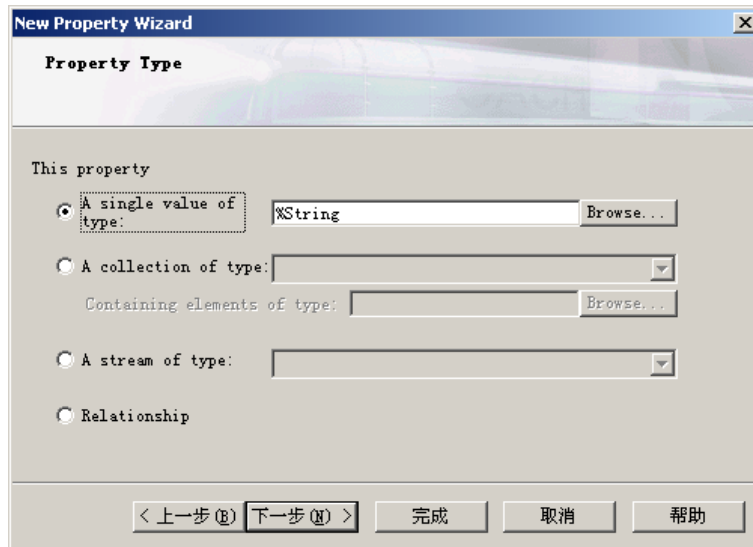 New Property Wizard
Property Type
This property
A single value of
type:
%String
Browse...
A collection of type:
Containing elements of type:
Browse...
A stream of type:
Relationship
< 上一步(B)
下一步(N) >
完成
取消
帮助